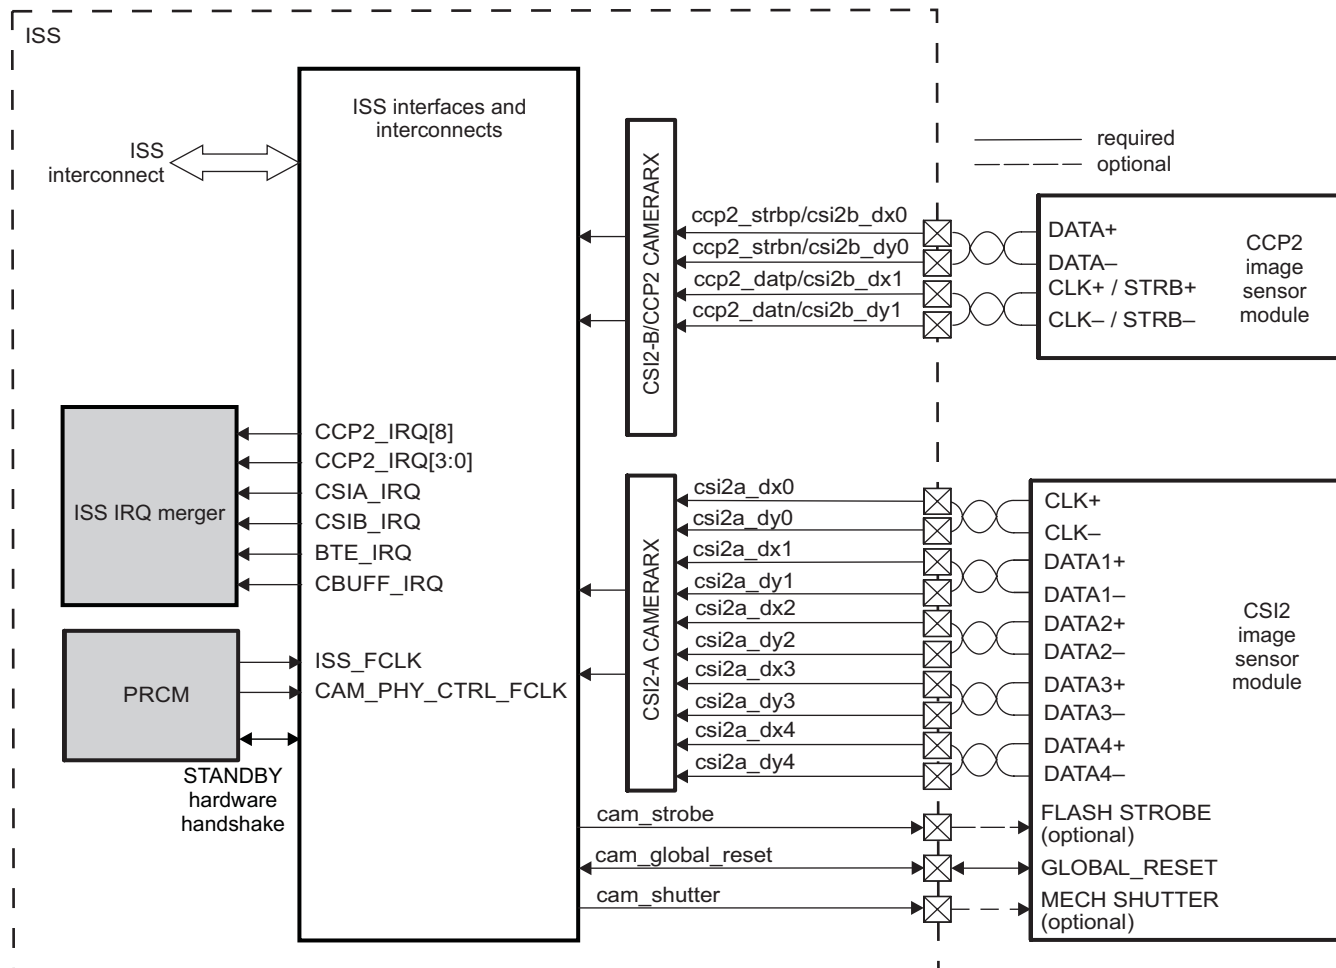 ISS
ISS interfaces and
interconnects
ISS
interconnect
required
optional
CSI2-B/CCP2 CAMERARX
ccp2_strbp/csi2b_dx0
ccp2_strbn/csi2b_dy0
ccp2_datp/csi2b_dx1
ccp2_datn/csi2b_dy1
DATA+
DATA–
CLK+ / STRB+
CLK– / STRB–
CCP2
image
sensor
module
ISS IRQ merger
CCP2_IRQ[8]
CCP2_IRQ[3:0]
CSIA_IRQ
CSIB_IRQ
BTE_IRQ
CBUFF_IRQ
PRCM
ISS_FCLK
CAM_PHY_CTRL_FCLK
STANDBY
hardware
handshake
CSI2-A CAMERARX
csi2a_dx0
csi2a_dy0
csi2a_dx1
csi2a_dy1
csi2a_dx2
csi2a_dy2
csi2a_dx3
csi2a_dy3
csi2a_dx4
csi2a_dy4
CLK+
CLK–
DATA1+
DATA1–
DATA2+
DATA2–
DATA3+
DATA3–
DATA4+
DATA4–
CSI2
image
sensor
module
cam_strobe
cam_global_reset
cam_shutter
FLASH STROBE
(optional)
GLOBAL_RESET
MECH SHUTTER
(optional)